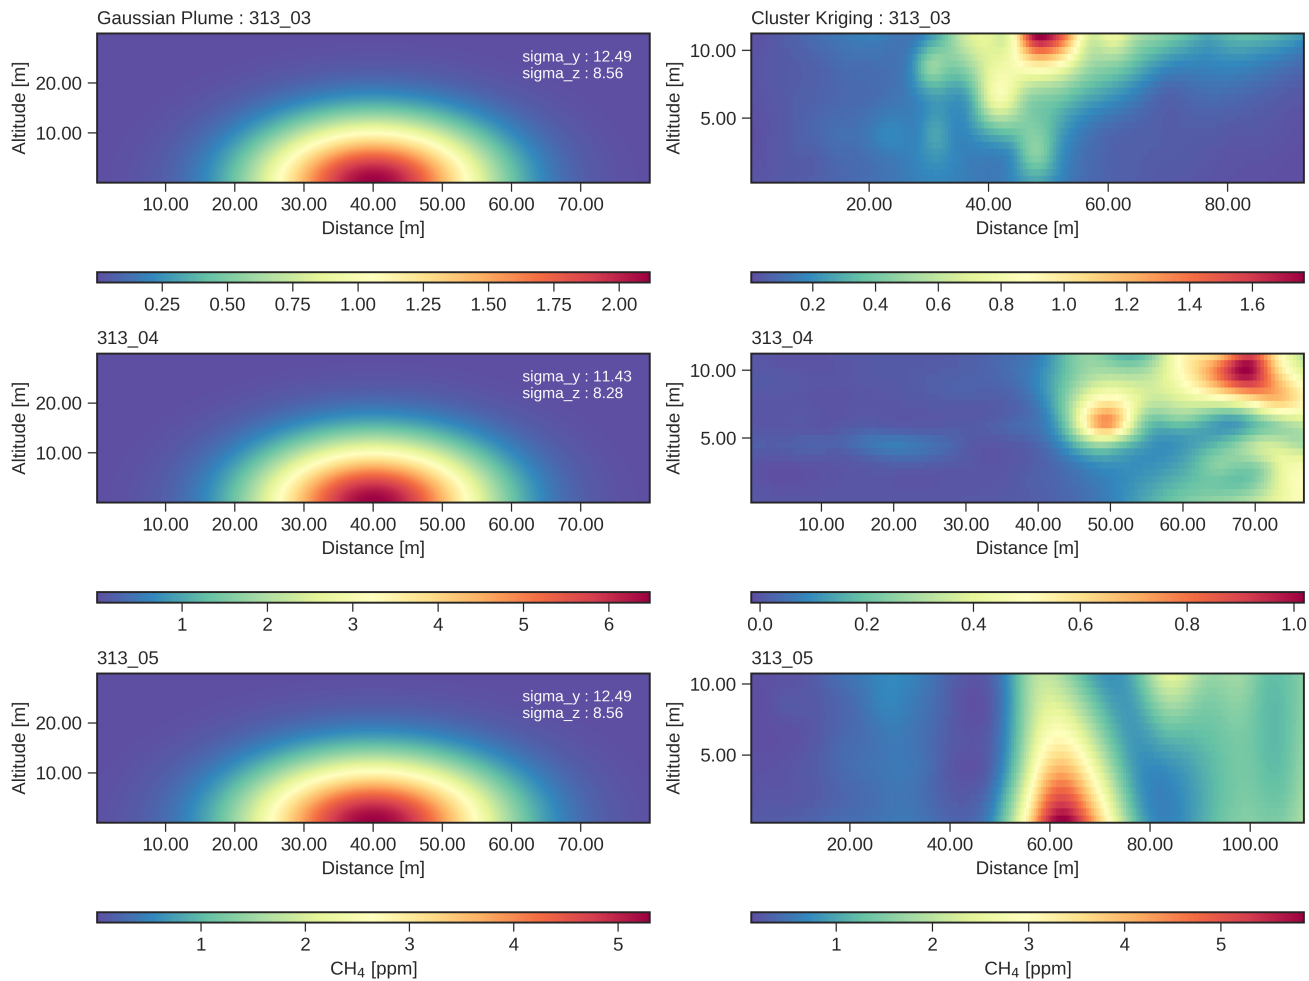 Gaussian Plume : 313_03
sigma_y : 12.49
sigma_z : 8.56
Altitude [m]
20.00
10.00
10.00 20.00 30.00 40.00 50.00 60.00 70.00
Distance [m]
0.25 0.50 0.75 1.00 1.25 1.50 1.75 2.00
Cluster Kriging : 313_03
Altitude [m]
10.00
5.00
20.00 40.00 60.00 80.00
Distance [m]
0.2 0.4 0.6 0.8 1.0 1.2 1.4 1.6
313_04
sigma_y : 11.43
sigma_z : 8.28
Altitude [m]
20.00
10.00
10.00 20.00 30.00 40.00 50.00 60.00 70.00
Distance [m]
1 2 3 4 5 6
313_04
Altitude [m]
10.00
5.00
10.00 20.00 30.00 40.00 50.00 60.00 70.00
Distance [m]
0.0 0.2 0.4 0.6 0.8 1.0
313_05
sigma_y : 12.49
sigma_z : 8.56
Altitude [m]
20.00
10.00
10.00 20.00 30.00 40.00 50.00 60.00 70.00
Distance [m]
1 2 3 4 5
CH₄ [ppm]
313_05
Altitude [m]
10.00
5.00
20.00 40.00 60.00 80.00 100.00
Distance [m]
1 2 3 4 5
CH₄ [ppm]